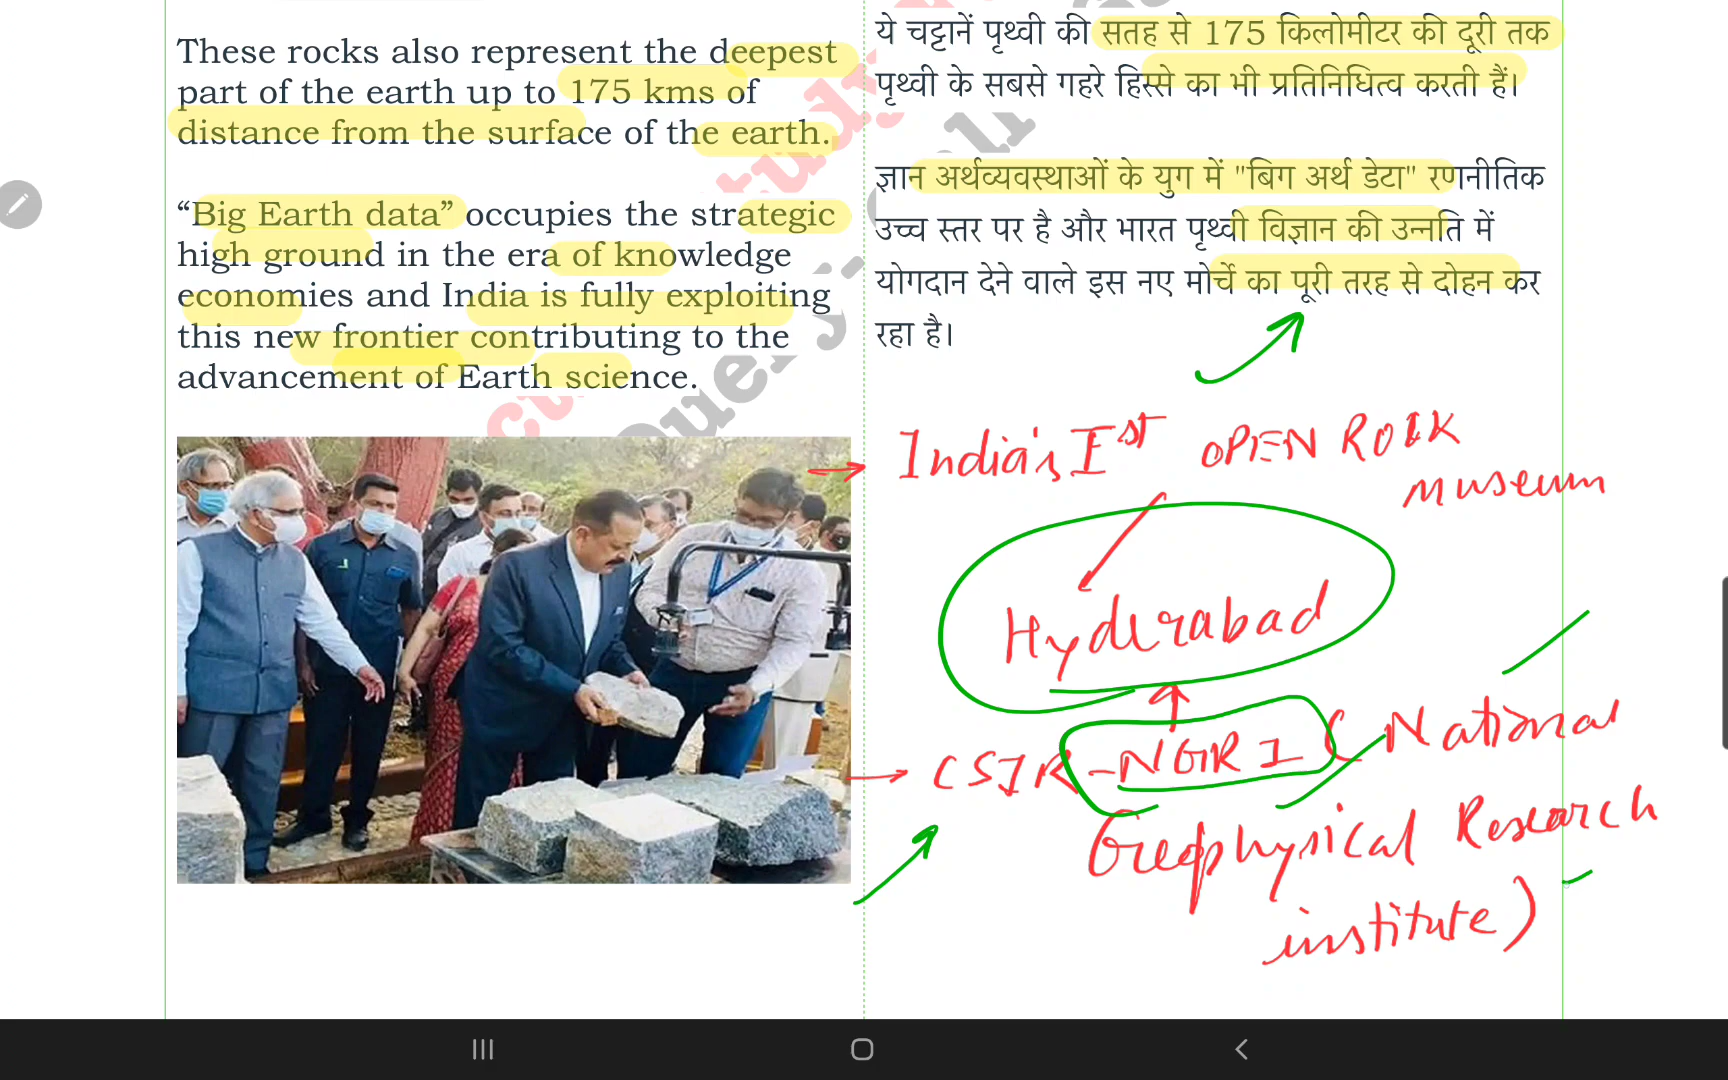 These rocks also represent the deepest
part of the earth up to 175 kms of
distance from the surface of the earth.
“Big Earth data” occupies the strategic
high ground in the era of knowledge
economies and India is fully exploiting
this new frontier contributing to the
advancement of Earth science.
ये चट्टानें पृथ्वी की सतह से 175 किलोमीटर की दूरी तक
पृथ्वी के सबसे गहरे हिस्से का भी प्रतिनिधित्व करती हैं।
ज्ञान अर्थव्यवस्थाओं के युग में "बिग अर्थ डेटा" रणनीतिक
उच्च स्तर पर है और भारत पृथ्वी विज्ञान की उन्नति में
योगदान देने वाले इस नए मोर्चे का पूरी तरह से दोहन कर
रहा है।
India's Ist OPEN ROCK
Museum
Hyderabad
CSIR - NGRI ( National
Geophysical Research
institute)